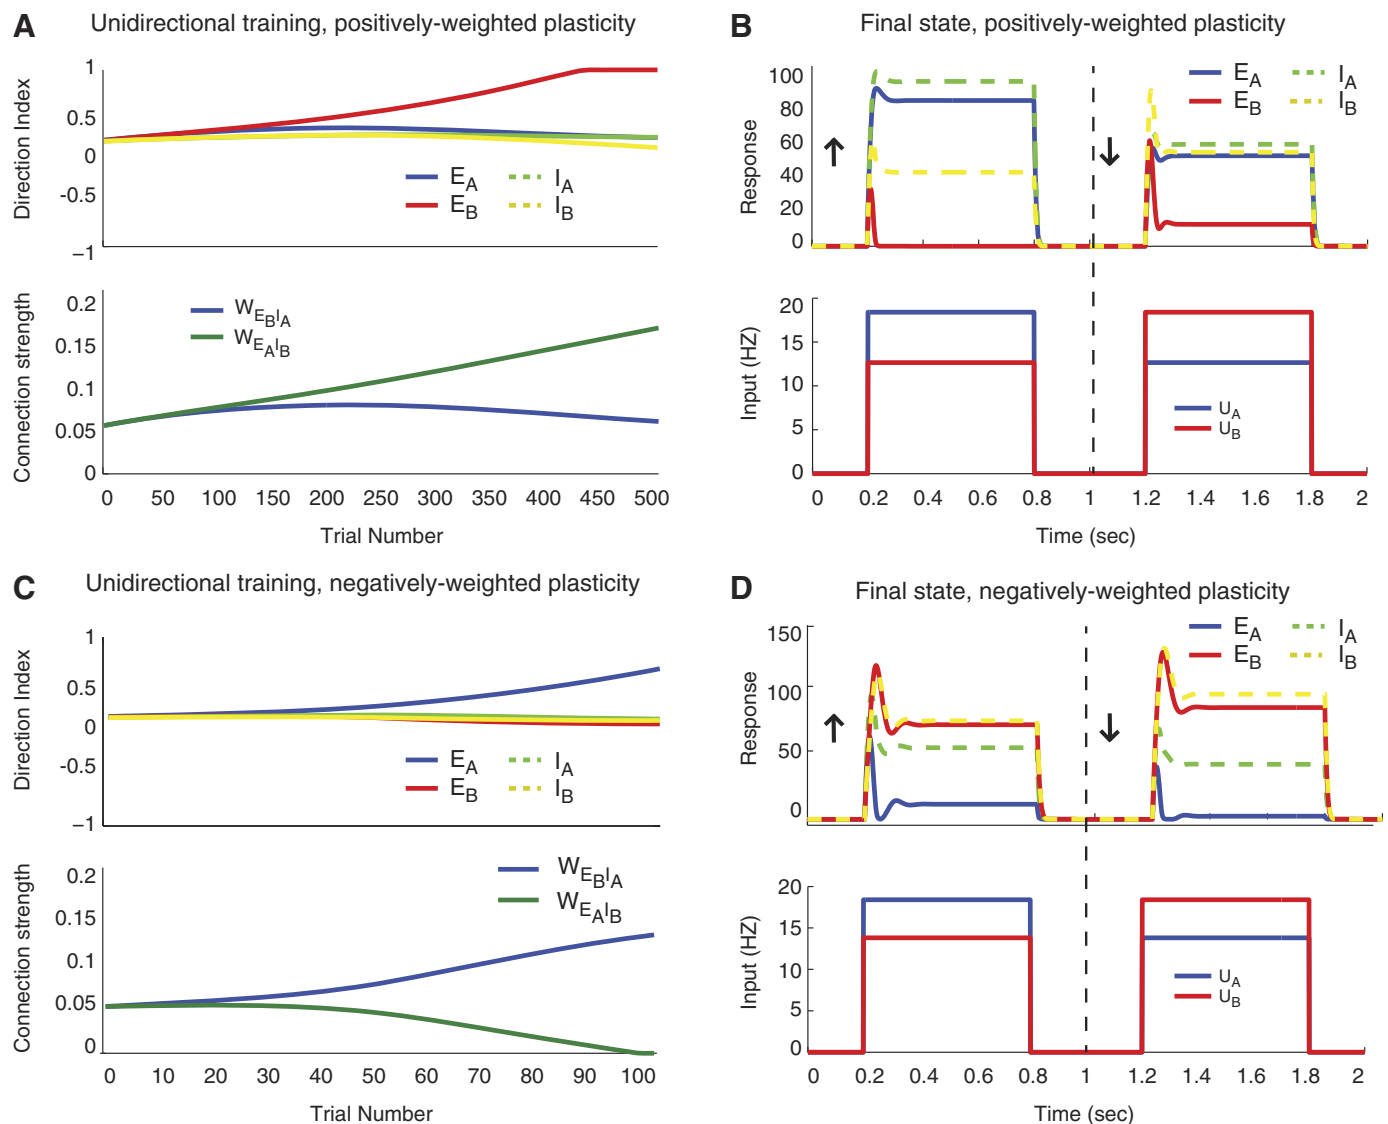 A
Unidirectional training, positively-weighted plasticity
Direction Index
1
0.5
0
-0.5
−1
E_A
E_B
I_A
I_B
Connection strength
0.2
0.15
0.1
0.05
0
W_{E_B I_A}
W_{E_A I_B}
0 50 100 150 200 250 300 350 400 450 500
Trial Number
B
Final state, positively-weighted plasticity
Response
100
80
60
40
20
0
E_A
E_B
I_A
I_B
↑
↓
Input (HZ)
20
15
10
5
0
U_A
U_B
0 0.2 0.4 0.6 0.8 1 1.2 1.4 1.6 1.8 2
Time (sec)
C
Unidirectional training, negatively-weighted plasticity
Direction Index
1
0.5
0
-0.5
−1
E_A
E_B
I_A
I_B
Connection strength
0.2
0.15
0.1
0.05
0
W_{E_B I_A}
W_{E_A I_B}
0 10 20 30 40 50 60 70 80 90 100
Trial Number
D
Final state, negatively-weighted plasticity
Response
150
100
50
0
E_A
E_B
I_A
I_B
↑
↓
Input (HZ)
20
15
10
5
0
U_A
U_B
0 0.2 0.4 0.6 0.8 1 1.2 1.4 1.6 1.8 2
Time (sec)